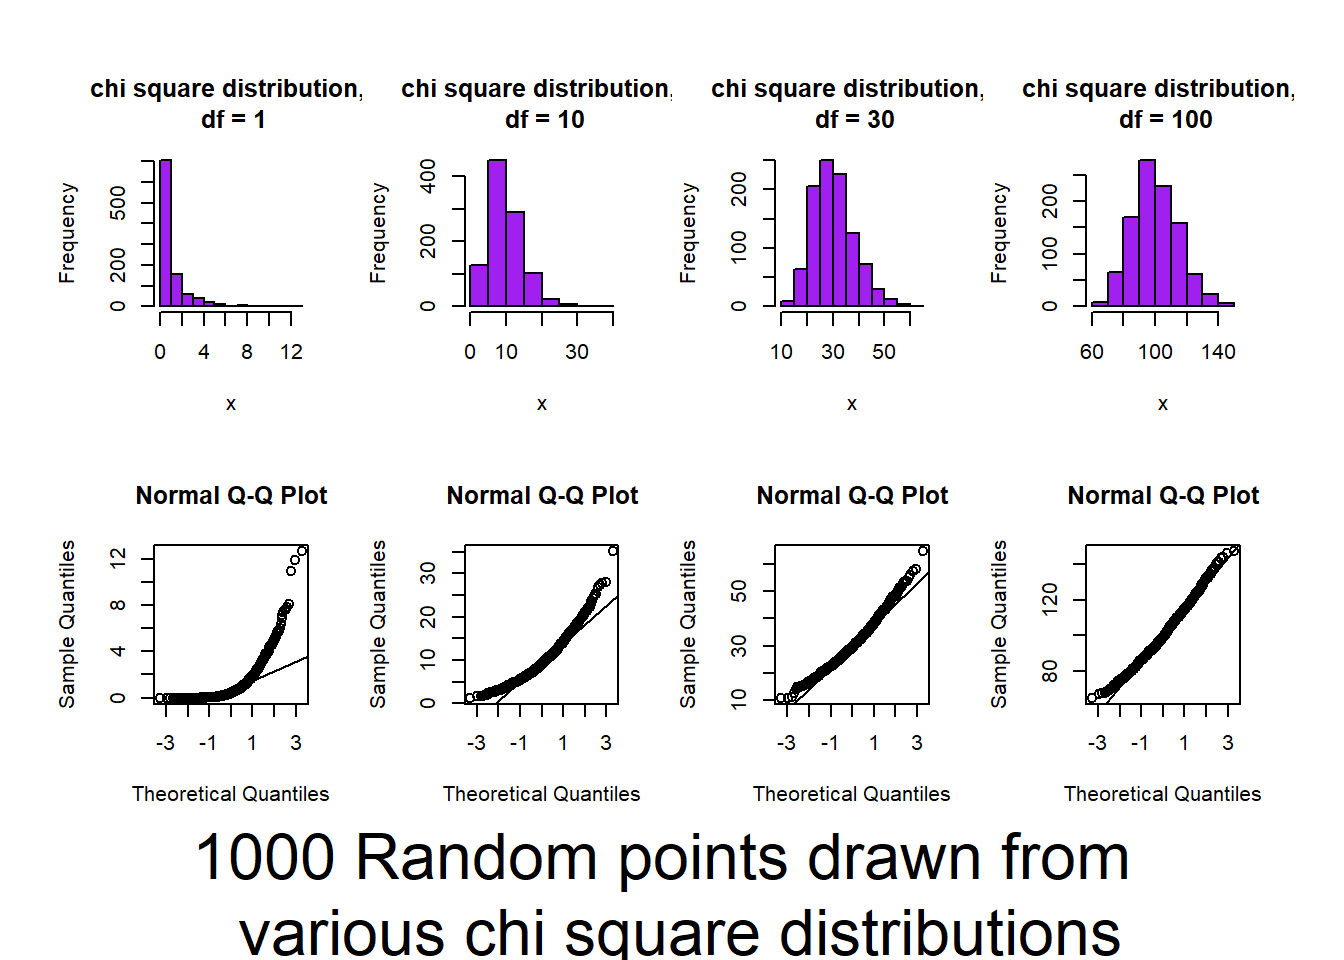 chi square distribution,
df = 1
chi square distribution,
df = 10
chi square distribution,
df = 30
chi square distribution,
df = 100
Frequency
0 200 500
0 4 8 12
x
Frequency
0 200 400
0 10 30
x
Frequency
0 100 200
10 30 50
x
Frequency
0 100 200
60 100 140
x
Normal Q-Q Plot
Normal Q-Q Plot
Normal Q-Q Plot
Normal Q-Q Plot
Sample Quantiles
0 4 8 12
-3 -1 1 3
Theoretical Quantiles
Sample Quantiles
0 10 20 30
-3 -1 1 3
Theoretical Quantiles
Sample Quantiles
10 30 50
-3 -1 1 3
Theoretical Quantiles
Sample Quantiles
80 120
-3 -1 1 3
Theoretical Quantiles
1000 Random points drawn from
various chi square distributions